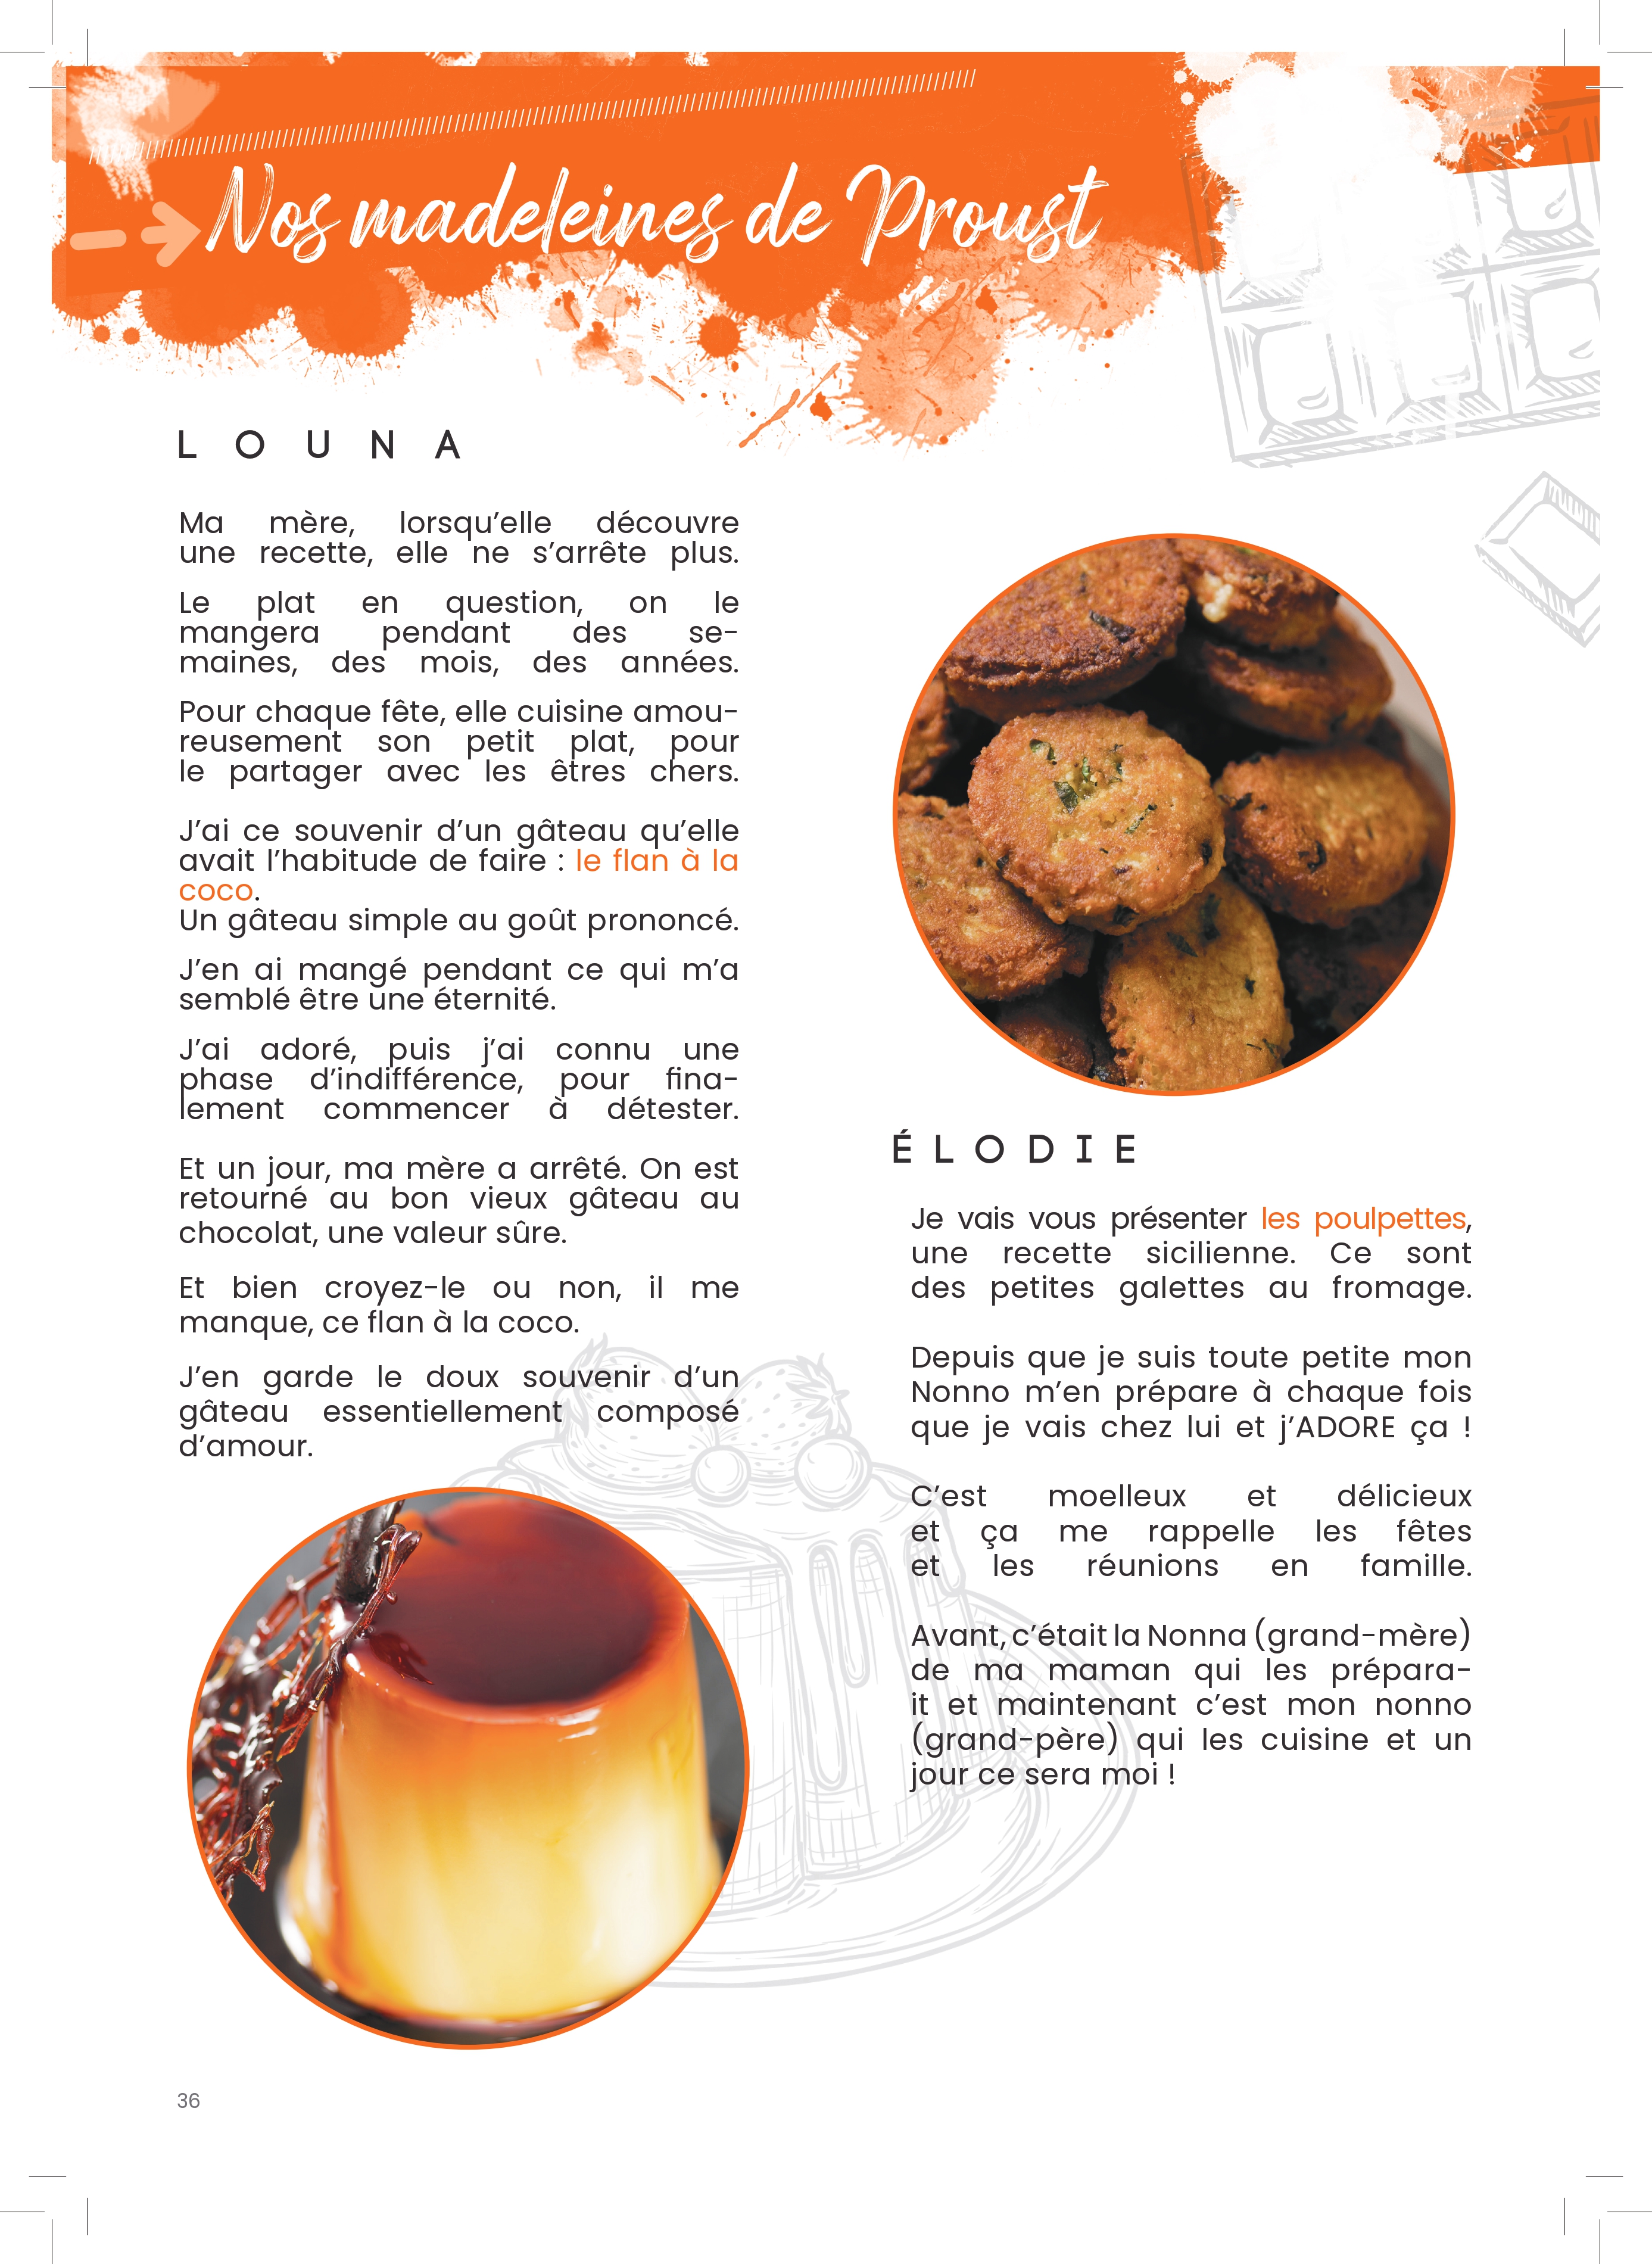 Nos madeleines de Proust
LOUNA
Ma mère, lorsqu’elle découvre
une recette, elle ne s’arrête plus.
Le plat en question, on le
mangera pendant des se-
maines, des mois, des années.
Pour chaque fête, elle cuisine amou-
reusement son petit plat, pour
le partager avec les êtres chers.
J’ai ce souvenir d’un gâteau qu’elle
avait l’habitude de faire : le flan à la
coco.
Un gâteau simple au goût prononcé.
J’en ai mangé pendant ce qui m’a
semblé être une éternité.
J’ai adoré, puis j’ai connu une
phase d’indifférence, pour fina-
lement commencer à détester.
Et un jour, ma mère a arrêté. On est
retourné au bon vieux gâteau au
chocolat, une valeur sûre.
Et bien croyez-le ou non, il me
manque, ce flan à la coco.
J’en garde le doux souvenir d’un
gâteau essentiellement composé
d’amour.
ÉLODIE
Je vais vous présenter les poulpettes,
une recette sicilienne. Ce sont
des petites galettes au fromage.
Depuis que je suis toute petite mon
Nonno m’en prépare à chaque fois
que je vais chez lui et j’ADORE ça !
C’est moelleux et délicieux
et ça me rappelle les fêtes
et les réunions en famille.
Avant, c’était la Nonna (grand-mère)
de ma maman qui les prépara-
it et maintenant c’est mon nonno
(grand-père) qui les cuisine et un
jour ce sera moi !
36